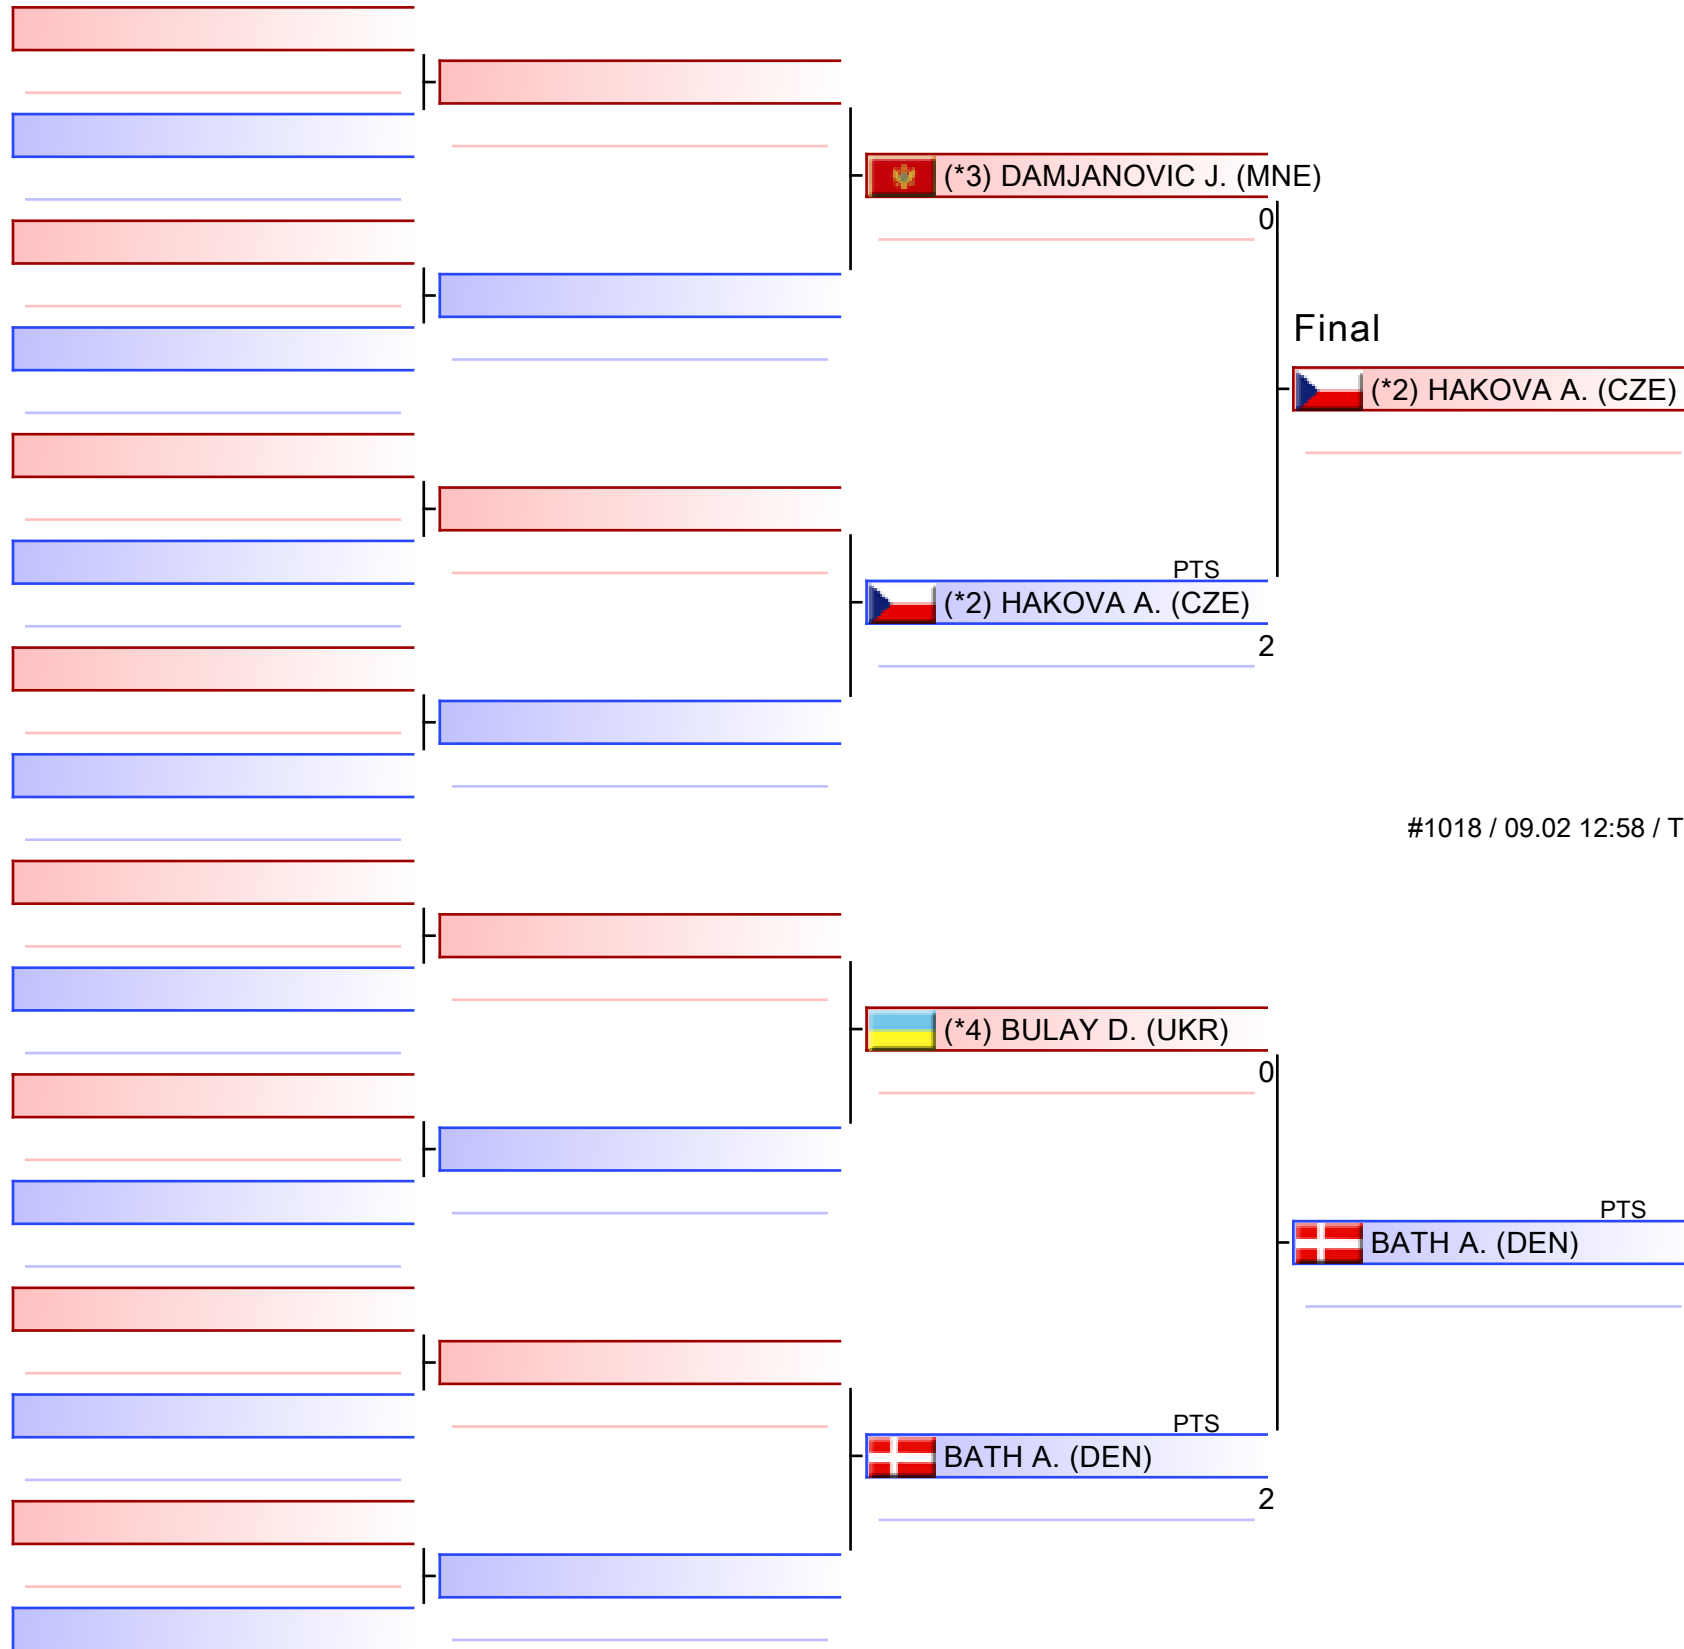 (*3) DAMJANOVIC J. (MNE)
0
Final
(*2) HAKOVA A. (CZE)
PTS
(*2) HAKOVA A. (CZE)
2
#1018 / 09.02 12:58 / T
(*4) BULAY D. (UKR)
0
PTS
BATH A. (DEN)
PTS
BATH A. (DEN)
2